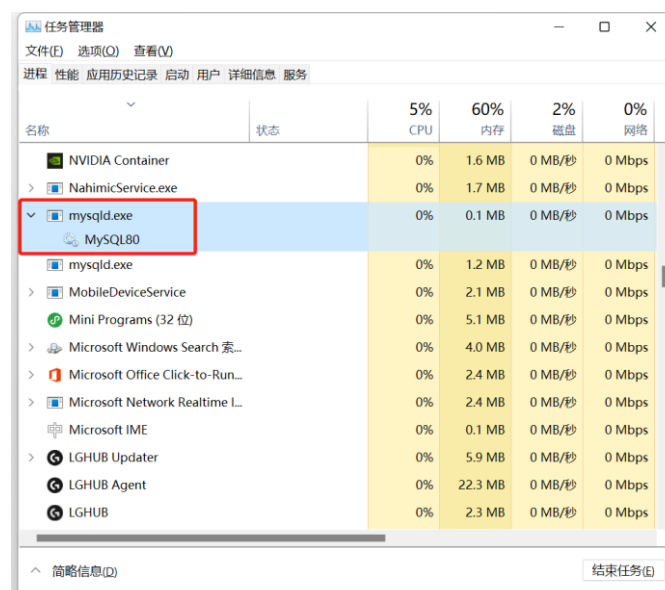 任务管理器
文件(F) 选项(O) 查看(V)
进程 性能 应用历史记录 启动 用户 详细信息 服务
5% 60% 2% 0%
名称 状态 CPU 内存 磁盘 网络
NVIDIA Container 0% 1.6 MB 0 MB/秒 0 Mbps
NahimicService.exe 0% 1.7 MB 0 MB/秒 0 Mbps
mysqld.exe 0% 0.1 MB 0 MB/秒 0 Mbps
MySQL80
mysqld.exe 0% 1.2 MB 0 MB/秒 0 Mbps
MobileDeviceService 0% 2.1 MB 0 MB/秒 0 Mbps
Mini Programs (32 位) 0% 5.1 MB 0 MB/秒 0 Mbps
Microsoft Windows Search 索... 0% 4.0 MB 0 MB/秒 0 Mbps
Microsoft Office Click-to-Run... 0% 2.4 MB 0 MB/秒 0 Mbps
Microsoft Network Realtime I... 0% 2.4 MB 0 MB/秒 0 Mbps
Microsoft IME 0% 0.1 MB 0 MB/秒 0 Mbps
LGHUB Updater 0% 5.9 MB 0 MB/秒 0 Mbps
LGHUB Agent 0% 22.3 MB 0 MB/秒 0 Mbps
LGHUB 0% 2.3 MB 0 MB/秒 0 Mbps
简略信息(D) 结束任务(E)